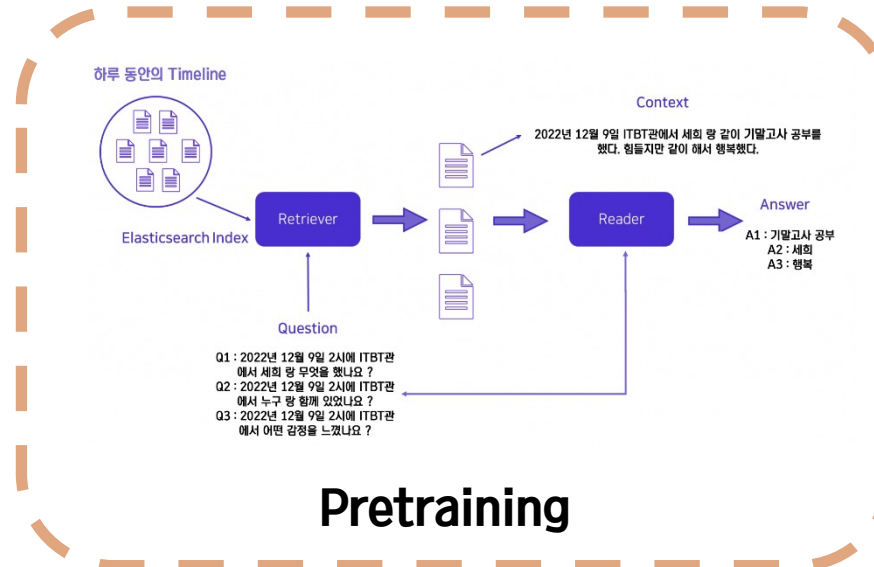 하루 동안의 Timeline
Context
2022년 12월 9일 ITBT관에서 세희 랑 같이 기말고사 공부를
했다. 힘들지만 같이 해서 행복했다.
Retriever
Reader
Elasticsearch Index
Answer
A1 : 기말고사 공부
A2 : 세희
A3 : 행복
Question
Q1 : 2022년 12월 9일 2시에 ITBT관
에서 세희 랑 무엇을 했나요 ?
Q2 : 2022년 12월 9일 2시에 ITBT관
에서 누구 랑 함께 있었나요 ?
Q3 : 2022년 12월 9일 2시에 ITBT관
에서 어떤 감정을 느꼈나요 ?
Pretraining